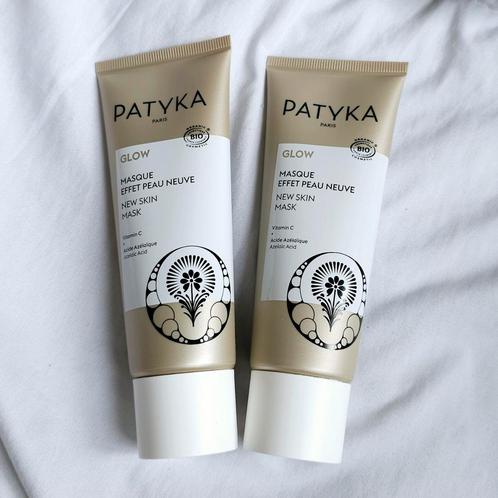 PATYKA
PARIS
BIO
GLOW
MASQUE
EFFET PEAU NEUVE
NEW SKIN
MASK
Vitamin C
+
Acide Azélaïque
Azelaic Acid
PATYKA
PARIS
BIO
GLOW
MASQUE
EFFET PEAU NEUVE
NEW SKIN
MASK
Vitamin C
+
Acide Azélaïque
Azelaic Acid